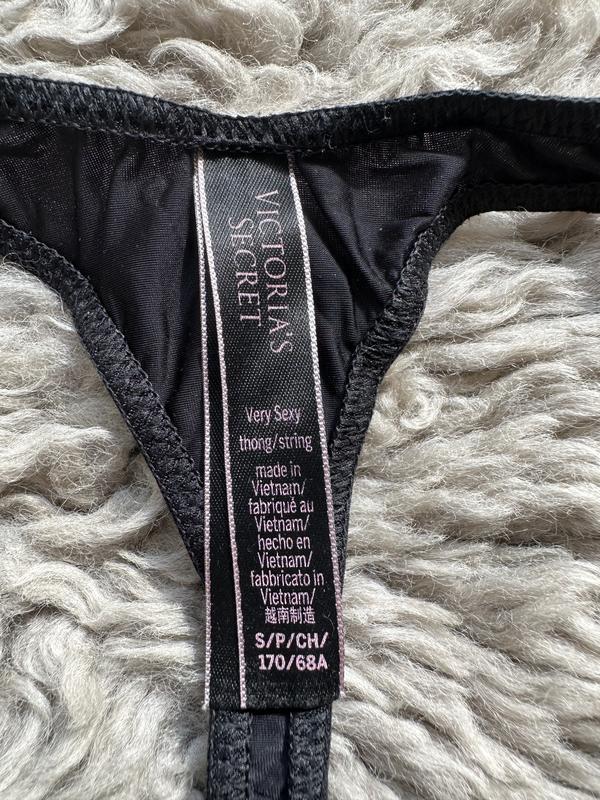 VICTORIA'S
SECRET
Very Sexy
thong/string
made in
Vietnam/
fabriqué au
Vietnam/
hecho en
Vietnam/
fabbricato in
Vietnam/
越南制造
S/P/CH/
170/68A